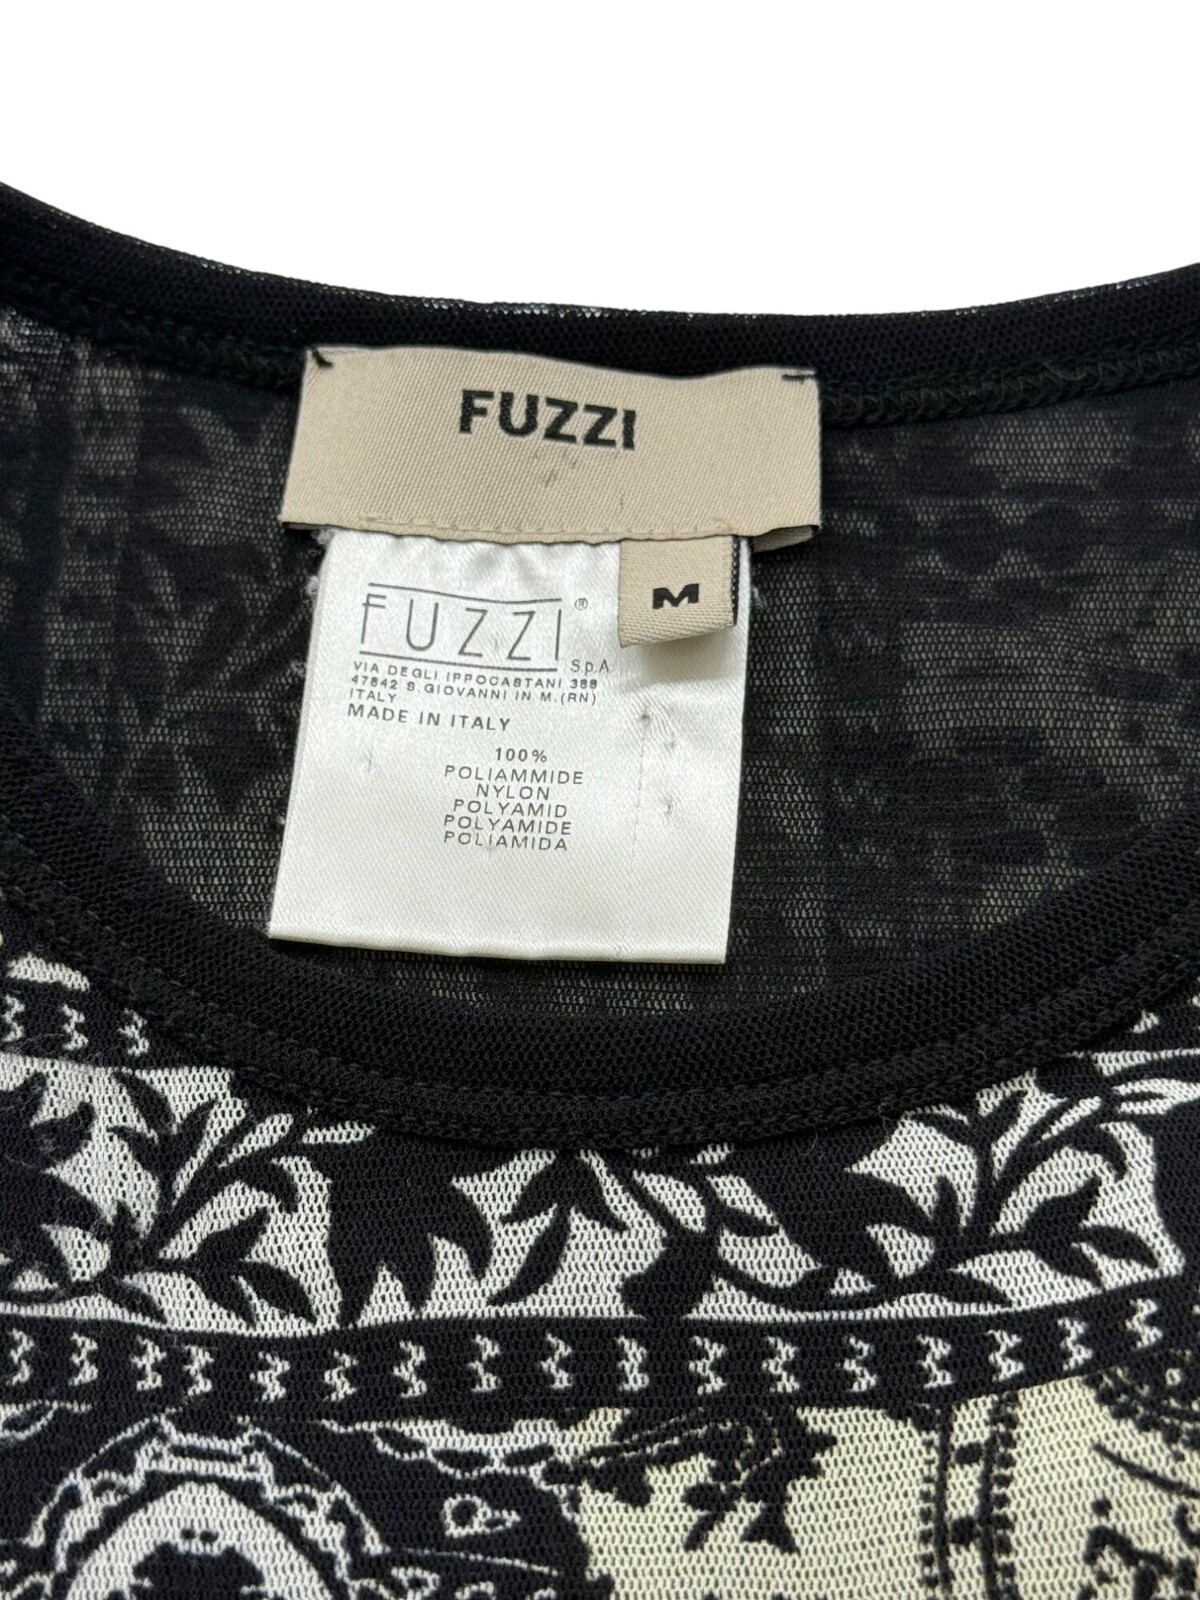 FUZZI
M
FUZZI®
S.p.A
VIA DEGLI IPPOCASTANI 388
47842 S.GIOVANNI IN M.(RN)
ITALY
MADE IN ITALY
100%
POLIAMMIDE
NYLON
POLYAMID
POLYAMIDE
POLIAMIDA